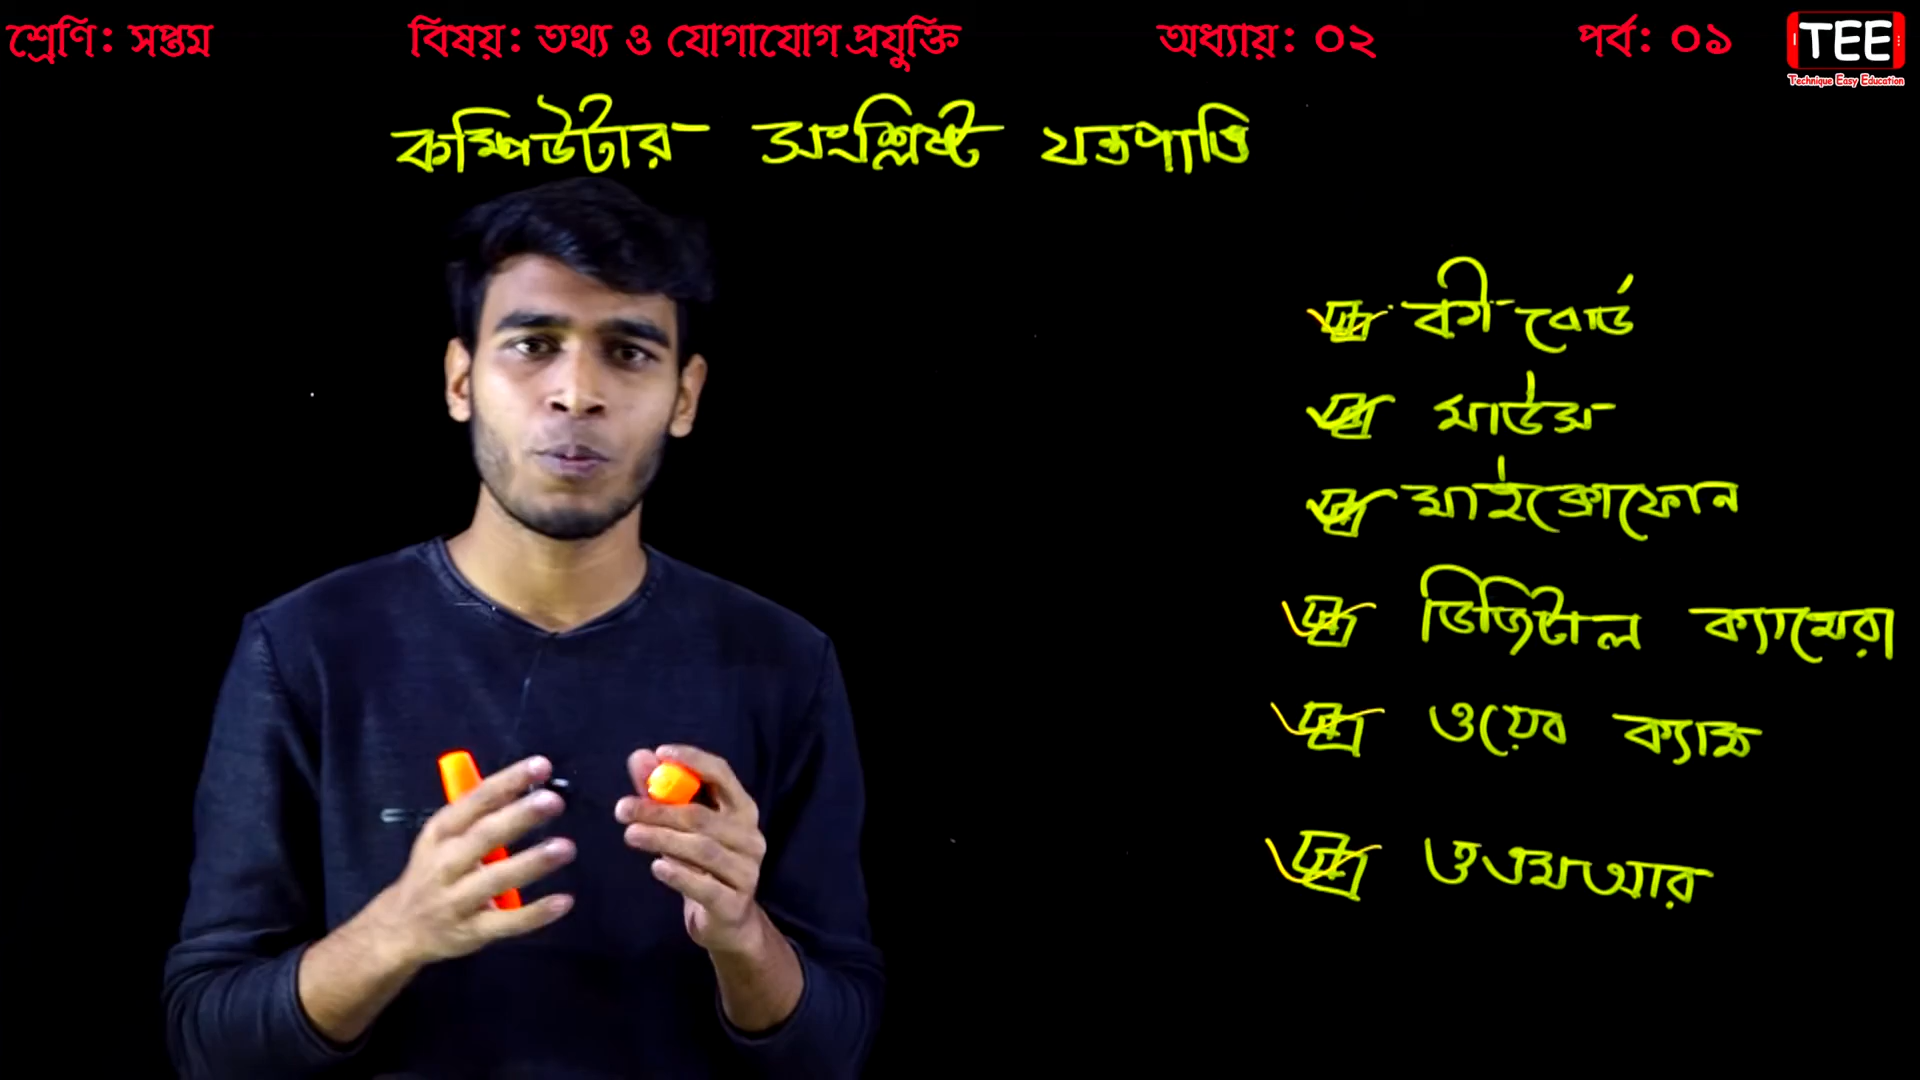 শ্রেণি: সপ্তম বিষয়: তথ্য ও যোগাযোগ প্রযুক্তি অধ্যায়: ০২ পর্ব: ০১
TEE
Technique Easy Education
কম্পিউটার সংশ্লিষ্ট যন্ত্রপাতি
কী বোর্ড
মাউস
মাইক্রোফোন
ডিজিটাল ক্যামেরা
ওয়েব ক্যাম
ওএমআর